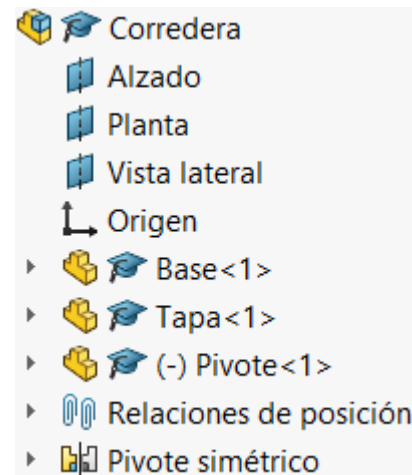 Corredera
Alzado
Planta
Vista lateral
Origen
Base<1>
Tapa<1>
(-) Pivote<1>
Relaciones de posición
Pivote simétrico